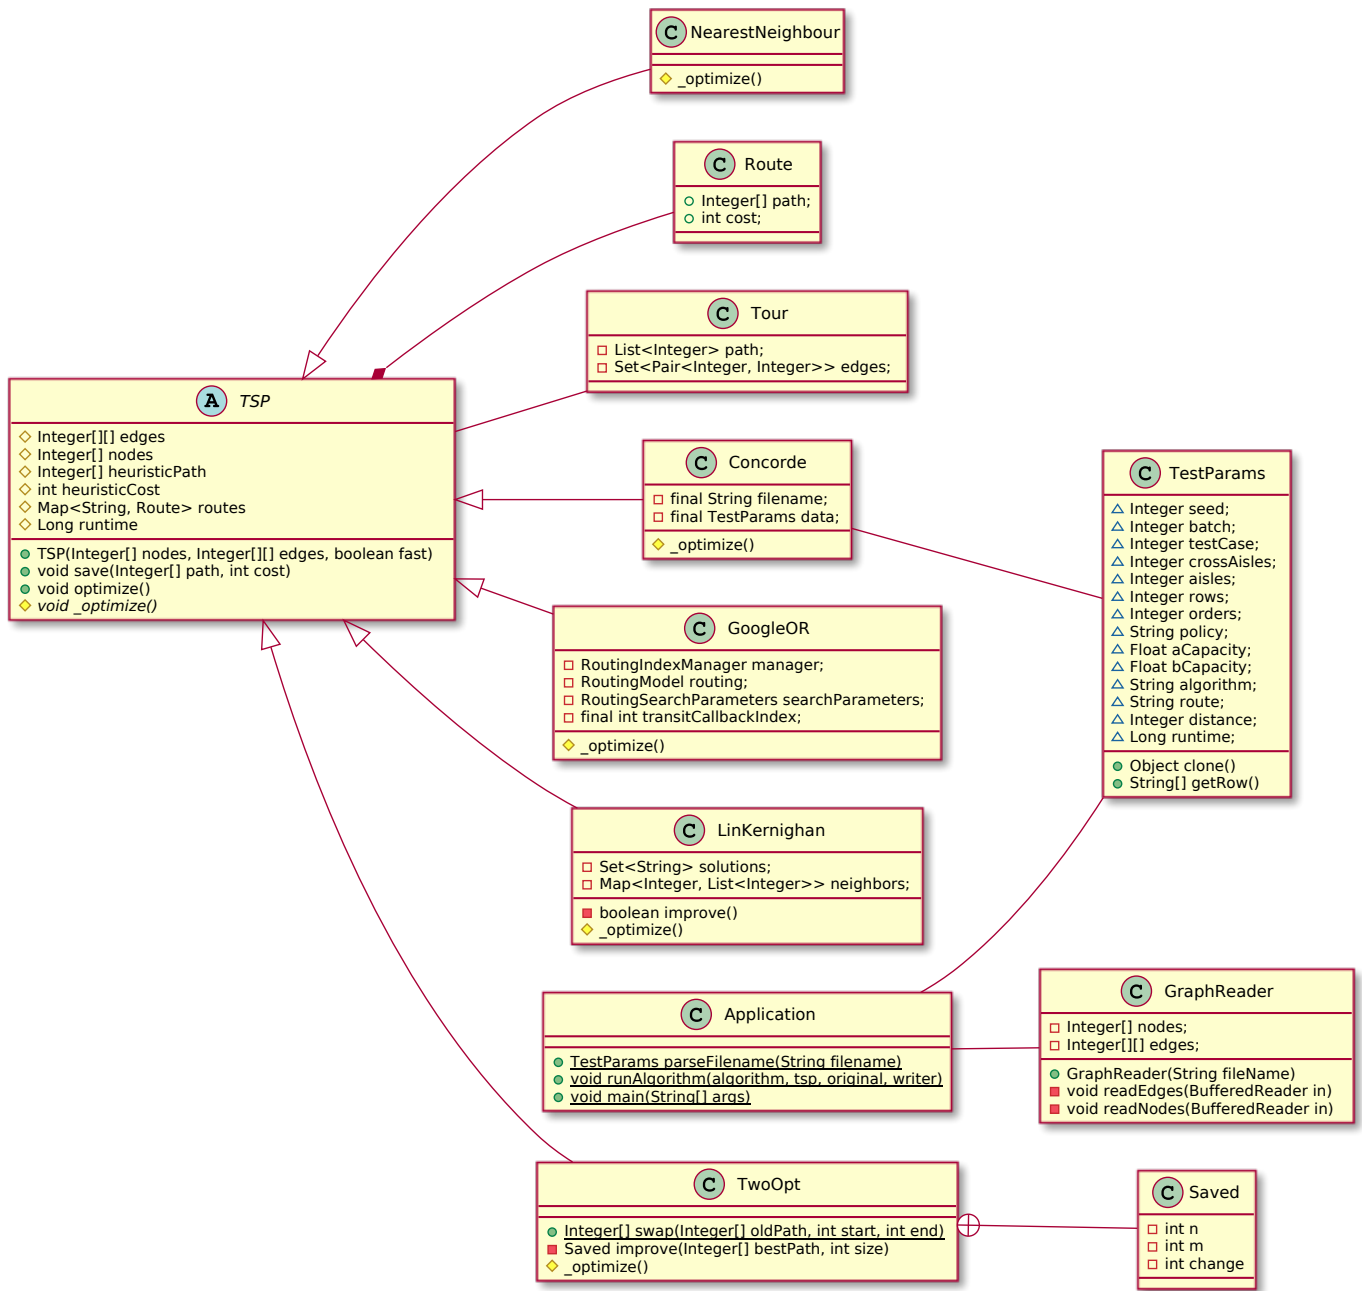 C NearestNeighbour
_optimize()
C Route
Integer[] path;
int cost;
C Tour
List<Integer> path;
Set<Pair<Integer, Integer>> edges;
A TSP
Integer[][] edges
Integer[] nodes
Integer[] heuristicPath
int heuristicCost
Map<String, Route> routes
Long runtime
TSP(Integer[] nodes, Integer[][] edges, boolean fast)
void save(Integer[] path, int cost)
void optimize()
void _optimize()
C Concorde
final String filename;
final TestParams data;
_optimize()
C TestParams
Integer seed;
Integer batch;
Integer testCase;
Integer crossAisles;
Integer aisles;
Integer rows;
Integer orders;
String policy;
Float aCapacity;
Float bCapacity;
String algorithm;
String route;
Integer distance;
Long runtime;
Object clone()
String[] getRow()
C GoogleOR
RoutingIndexManager manager;
RoutingModel routing;
RoutingSearchParameters searchParameters;
final int transitCallbackIndex;
_optimize()
C LinKernighan
Set<String> solutions;
Map<Integer, List<Integer>> neighbors;
boolean improve()
_optimize()
C Application
TestParams parseFilename(String filename)
void runAlgorithm(algorithm, tsp, original, writer)
void main(String[] args)
C GraphReader
Integer[] nodes;
Integer[][] edges;
GraphReader(String fileName)
void readEdges(BufferedReader in)
void readNodes(BufferedReader in)
C TwoOpt
Integer[] swap(Integer[] oldPath, int start, int end)
Saved improve(Integer[] bestPath, int size)
_optimize()
C Saved
int n
int m
int change